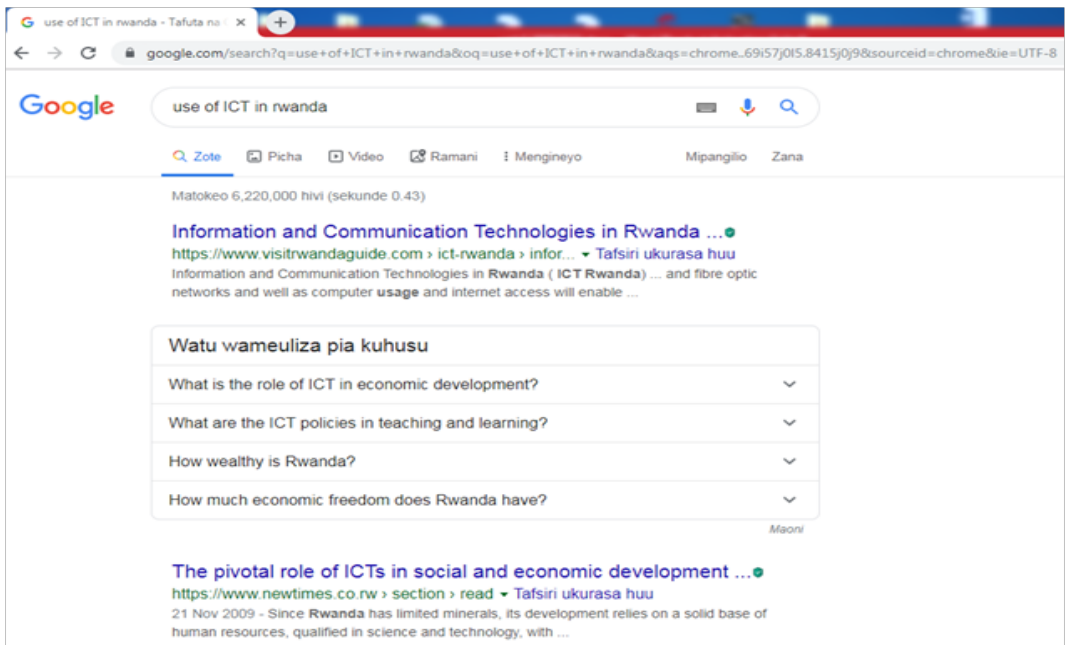 use of ICT in rwanda - Tafuta na
google.com/search?q=use+of+ICT+in+rwanda&oq=use+of+ICT+in+rwanda&aqs=chrome..69i57j0l5.8415j0j9&sourceid=chrome&ie=UTF-8
Google use of ICT in rwanda
Zote Picha Video Ramani Mengineyo Mipangilio Zana
Matokeo 6,220,000 hivi (sekunde 0.43)
Information and Communication Technologies in Rwanda ...
https://www.visitrwandaguide.com › ict-rwanda › infor... Tafsiri ukurasa huu
Information and Communication Technologies in Rwanda ( ICT Rwanda) ... and fibre optic
networks and well as computer usage and internet access will enable ...
Watu wameuliza pia kuhusu
What is the role of ICT in economic development?
What are the ICT policies in teaching and learning?
How wealthy is Rwanda?
How much economic freedom does Rwanda have?
Maoni
The pivotal role of ICTs in social and economic development ...
https://www.newtimes.co.rw › section › read Tafsiri ukurasa huu
21 Nov 2009 - Since Rwanda has limited minerals, its development relies on a solid base of
human resources, qualified in science and technology, with ...